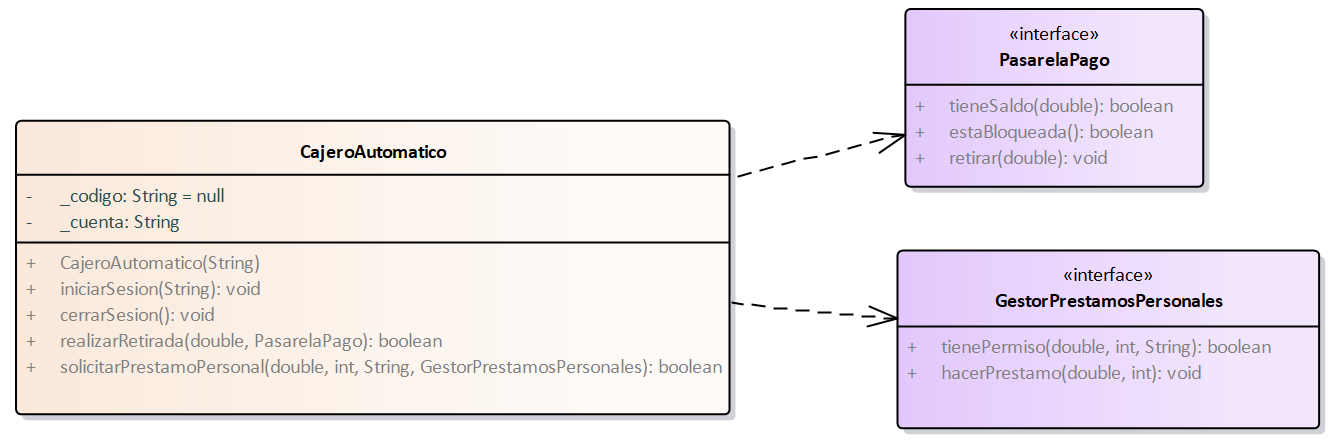 CajeroAutomatico
- _codigo: String = null
- _cuenta: String
+ CajeroAutomatico(String)
+ iniciarSesion(String): void
+ cerrarSesion(): void
+ realizarRetirada(double, PasarelaPago): boolean
+ solicitarPrestamoPersonal(double, int, String, GestorPrestamosPersonales): boolean
«interface»
PasarelaPago
+ tieneSaldo(double): boolean
+ estaBloqueada(): boolean
+ retirar(double): void
«interface»
GestorPrestamosPersonales
+ tienePermiso(double, int, String): boolean
+ hacerPrestamo(double, int): void